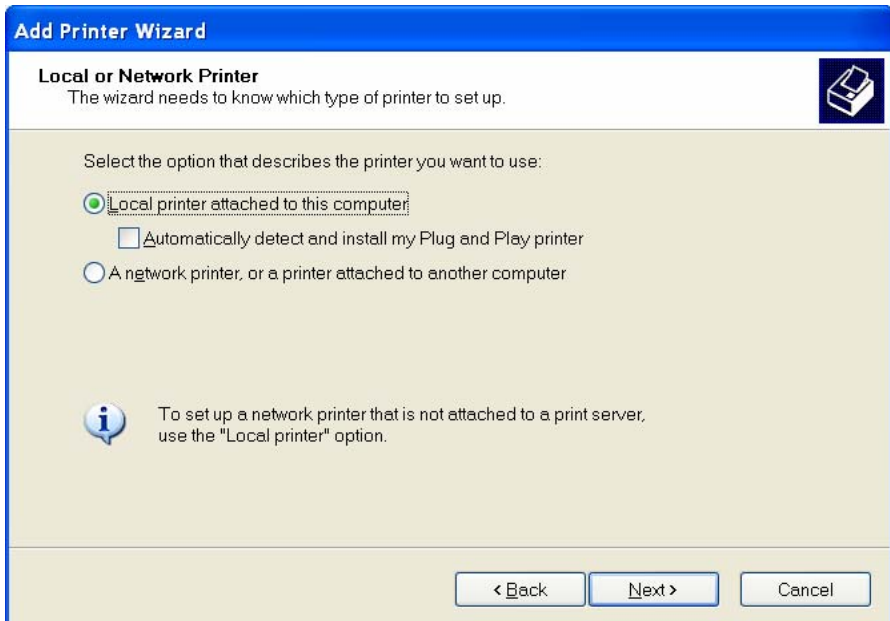 Add Printer Wizard
Local or Network Printer
The wizard needs to know which type of printer to set up.
Select the option that describes the printer you want to use:
Local printer attached to this computer
Automatically detect and install my Plug and Play printer
A network printer, or a printer attached to another computer
To set up a network printer that is not attached to a print server,
use the "Local printer" option.
< Back Next > Cancel